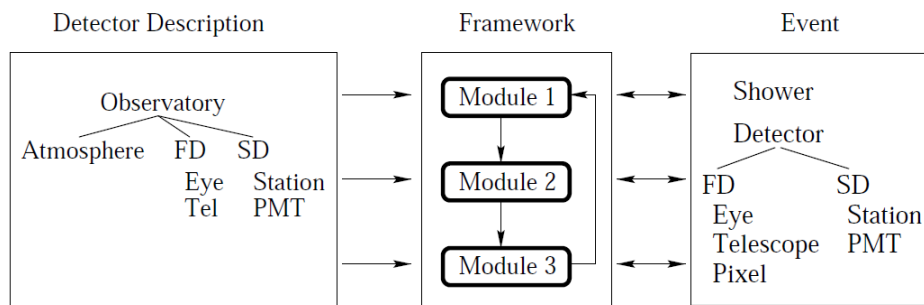 Detector Description
Framework
Event
Observatory
Atmosphere FD SD
Eye Station
Tel PMT
Module 1
Module 2
Module 3
Shower
Detector
FD SD
Eye Station
Telescope PMT
Pixel